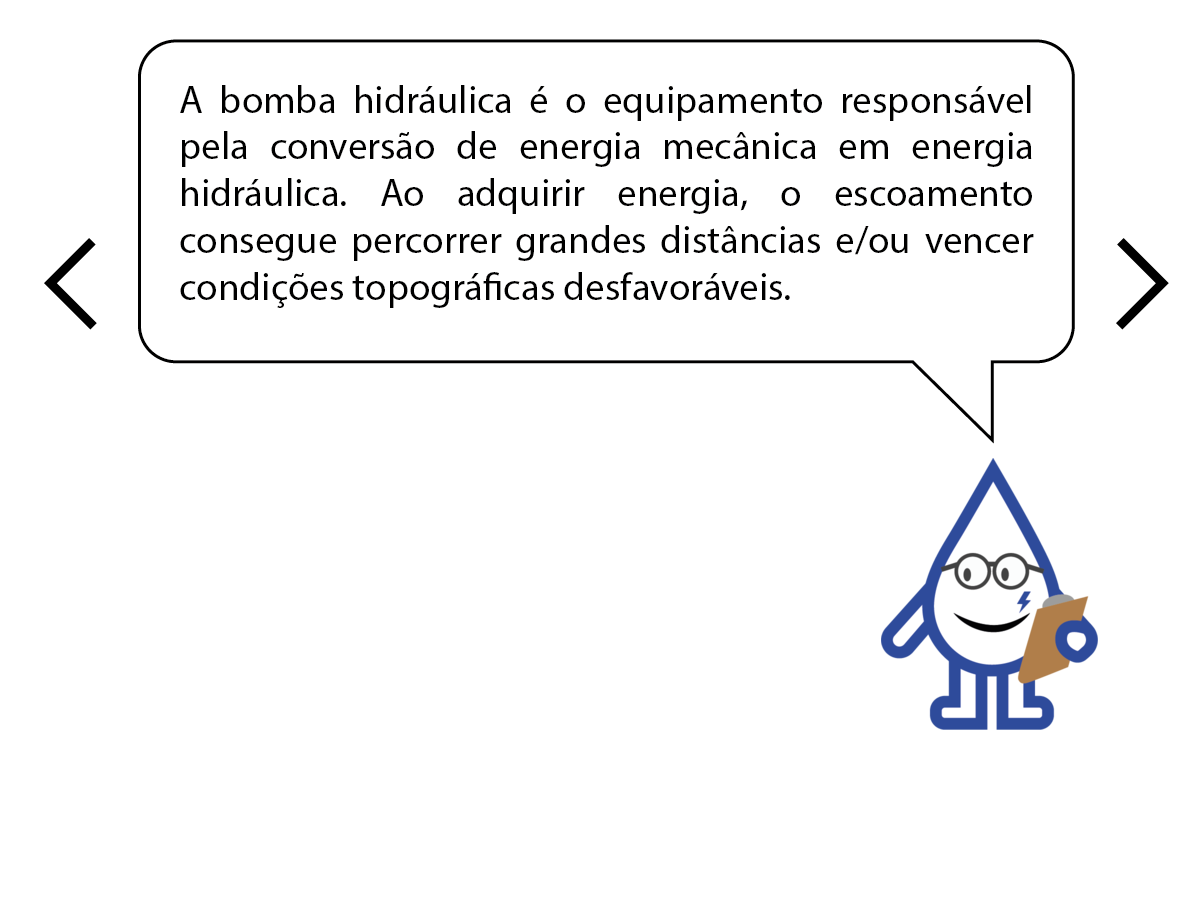 A bomba hidráulica é o equipamento responsável
pela conversão de energia mecânica em energia
hidráulica. Ao adquirir energia, o escoamento
consegue percorrer grandes distâncias e/ou vencer
condições topográficas desfavoráveis.